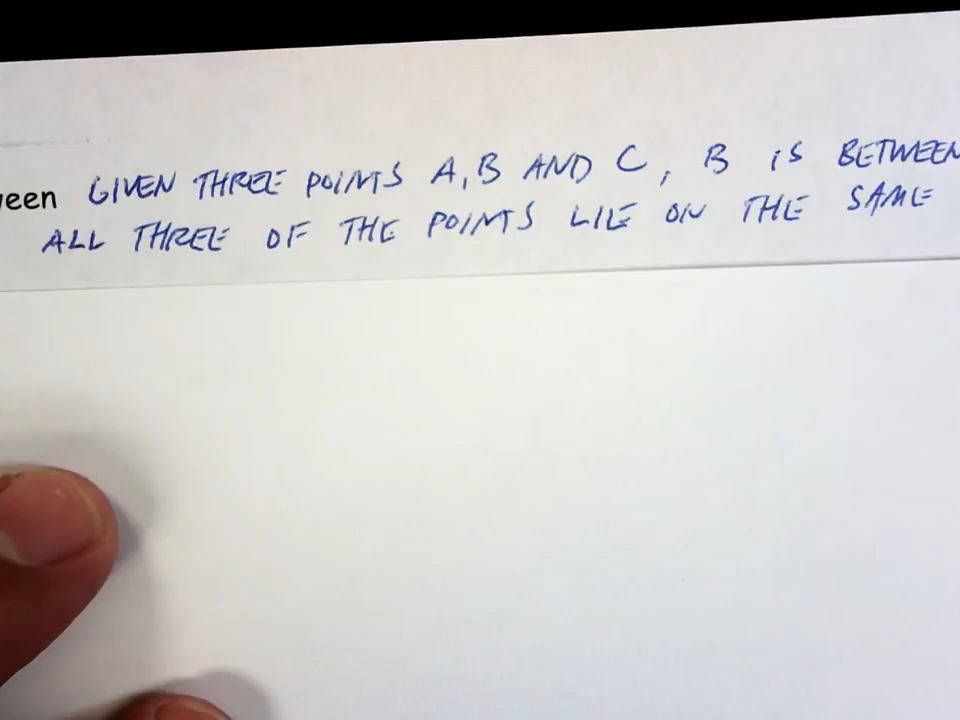 een GIVEN THREE POINTS A, B AND C, B iS BETWEEN
ALL THREE OF THE POINTS LIE ON THE SAME